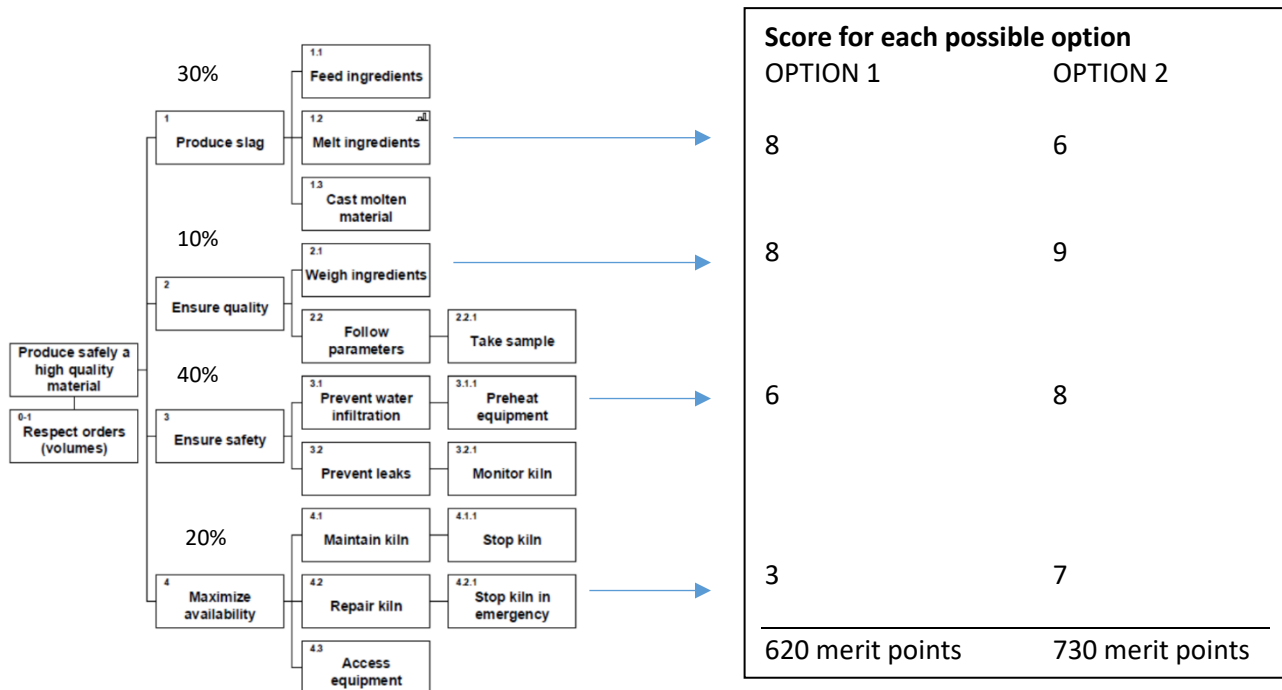 30%
1.1
Feed ingredients
1
Produce slag
1.2
Melt ingredients
1.3
Cast molten
material
10%
2.1
Weigh ingredients
2
Ensure quality
2.2
Follow
parameters
2.2.1
Take sample
Produce safely a
high quality
material
0-1
Respect orders
(volumes)
40%
3.1
Prevent water
infiltration
3.1.1
Preheat
equipment
3
Ensure safety
3.2
Prevent leaks
3.2.1
Monitor kiln
20%
4.1
Maintain kiln
4.1.1
Stop kiln
4
Maximize
availability
4.2
Repair kiln
4.2.1
Stop kiln in
emergency
4.3
Access
equipment
Score for each possible option
OPTION 1 OPTION 2
8 6
8 9
6 8
3 7
620 merit points 730 merit points